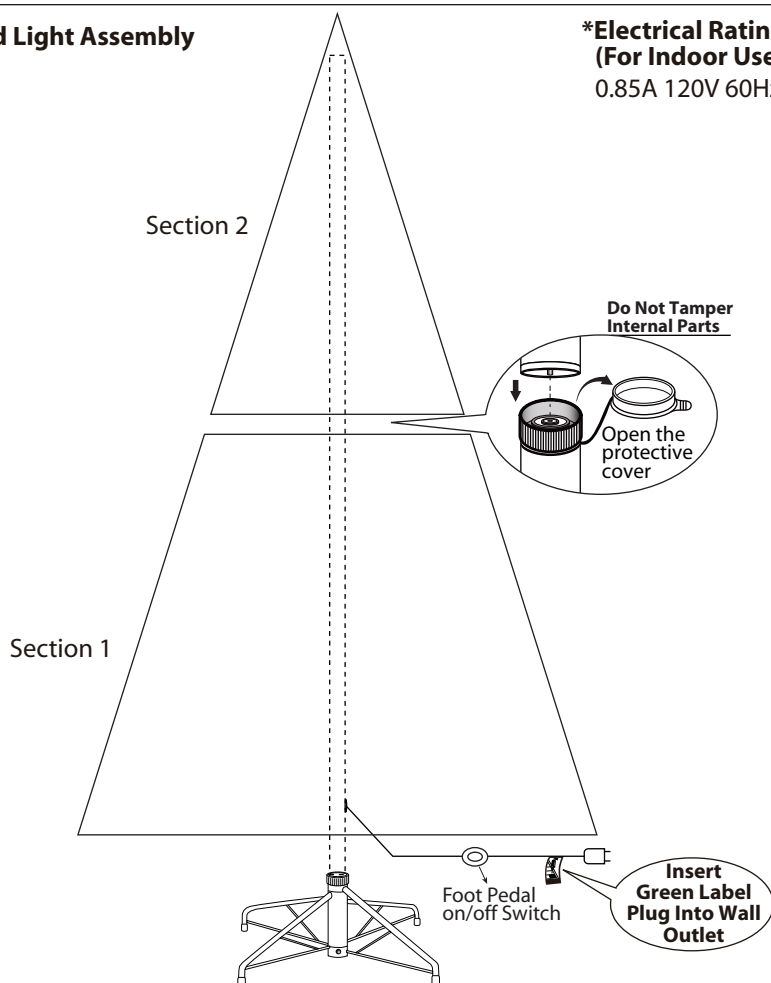 d Light Assembly
*Electrical Ratin
(For Indoor Use
0.85A 120V 60Hz
Section 2
Do Not Tamper
Internal Parts
Open the
protective
cover
Section 1
Foot Pedal
on/off Switch
Insert
Green Label
Plug Into Wall
Outlet